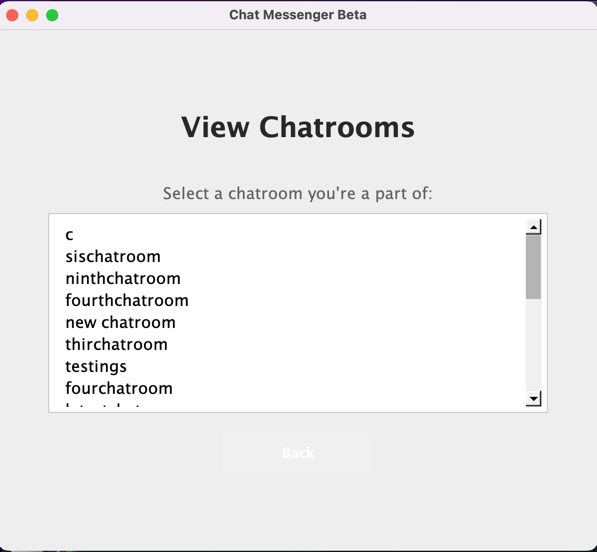 Chat Messenger Beta
View Chatrooms
Select a chatroom you're a part of:
c
sischatroom
ninthchatroom
fourthchatroom
new chatroom
thirchatroom
testings
fourchatroom
Back